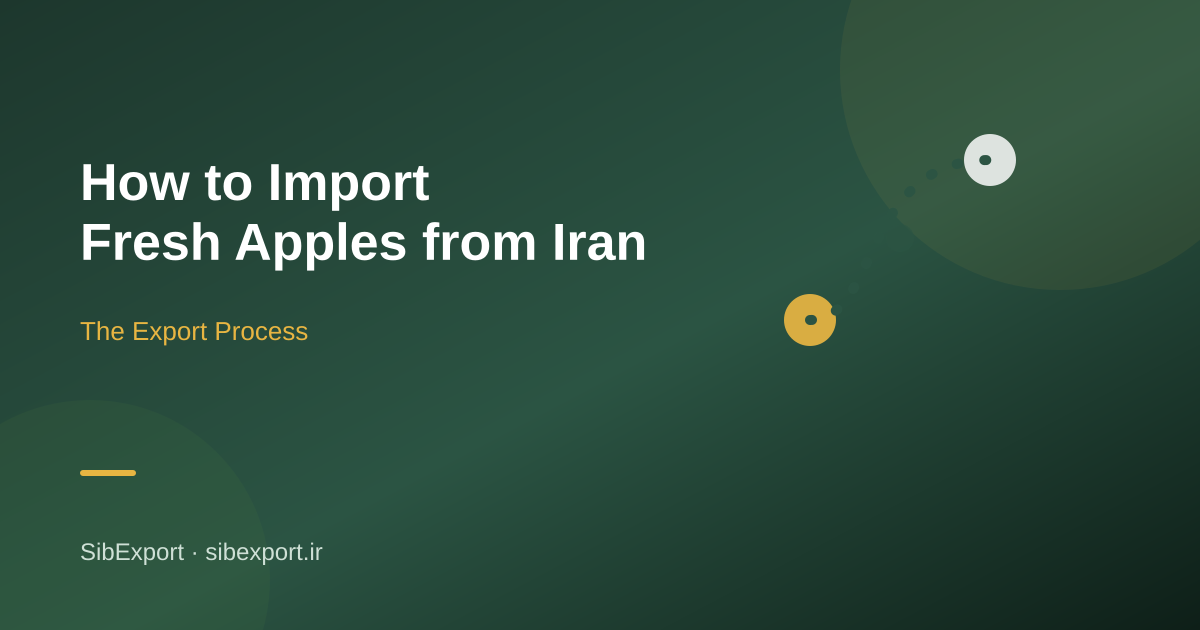 How to Import
Fresh Apples from Iran
The Export Process
SibExport · sibexport.ir